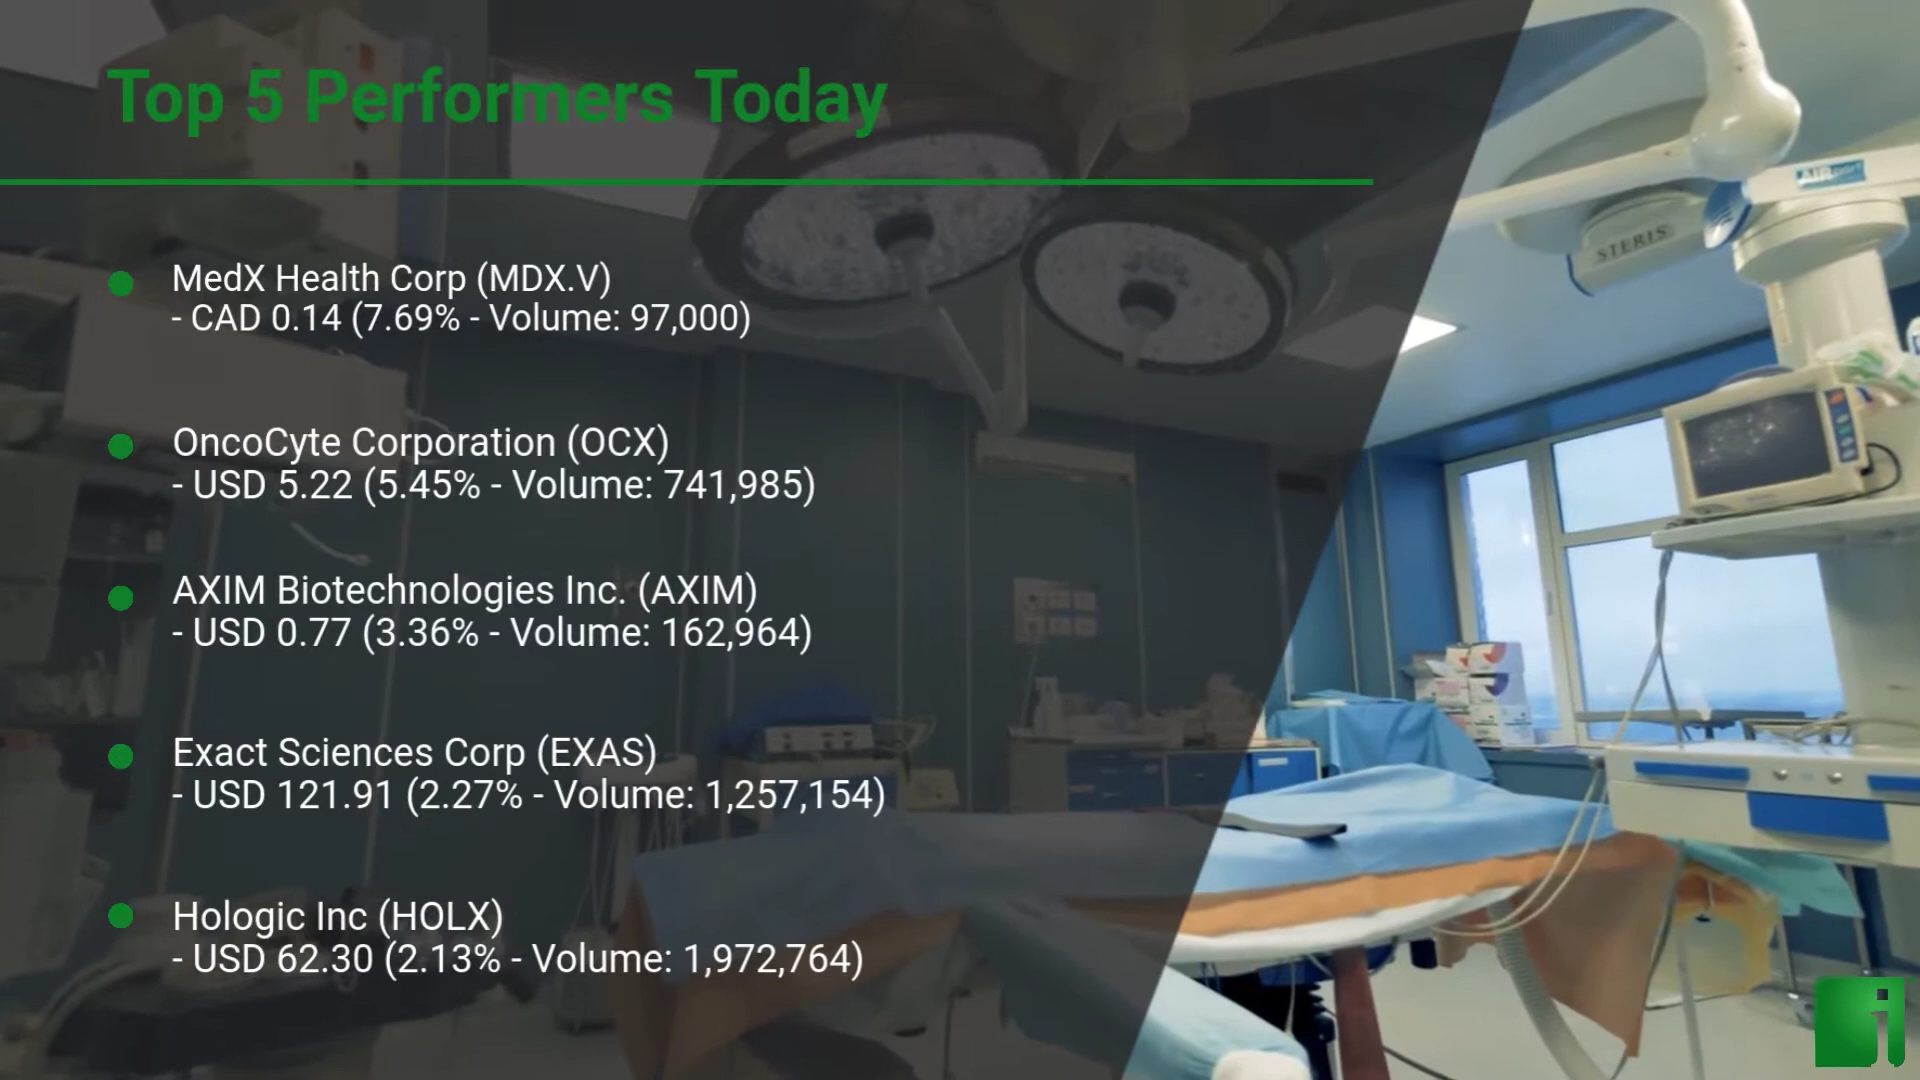 Top 5 Performers Today
MedX Health Corp (MDX.V)
- CAD 0.14 (7.69% - Volume: 97,000)
OncoCyte Corporation (OCX)
- USD 5.22 (5.45% - Volume: 741,985)
AXIM Biotechnologies Inc. (AXIM)
- USD 0.77 (3.36% - Volume: 162,964)
Exact Sciences Corp (EXAS)
- USD 121.91 (2.27% - Volume: 1,257,154)
Hologic Inc (HOLX)
- USD 62.30 (2.13% - Volume: 1,972,764)
STERIS